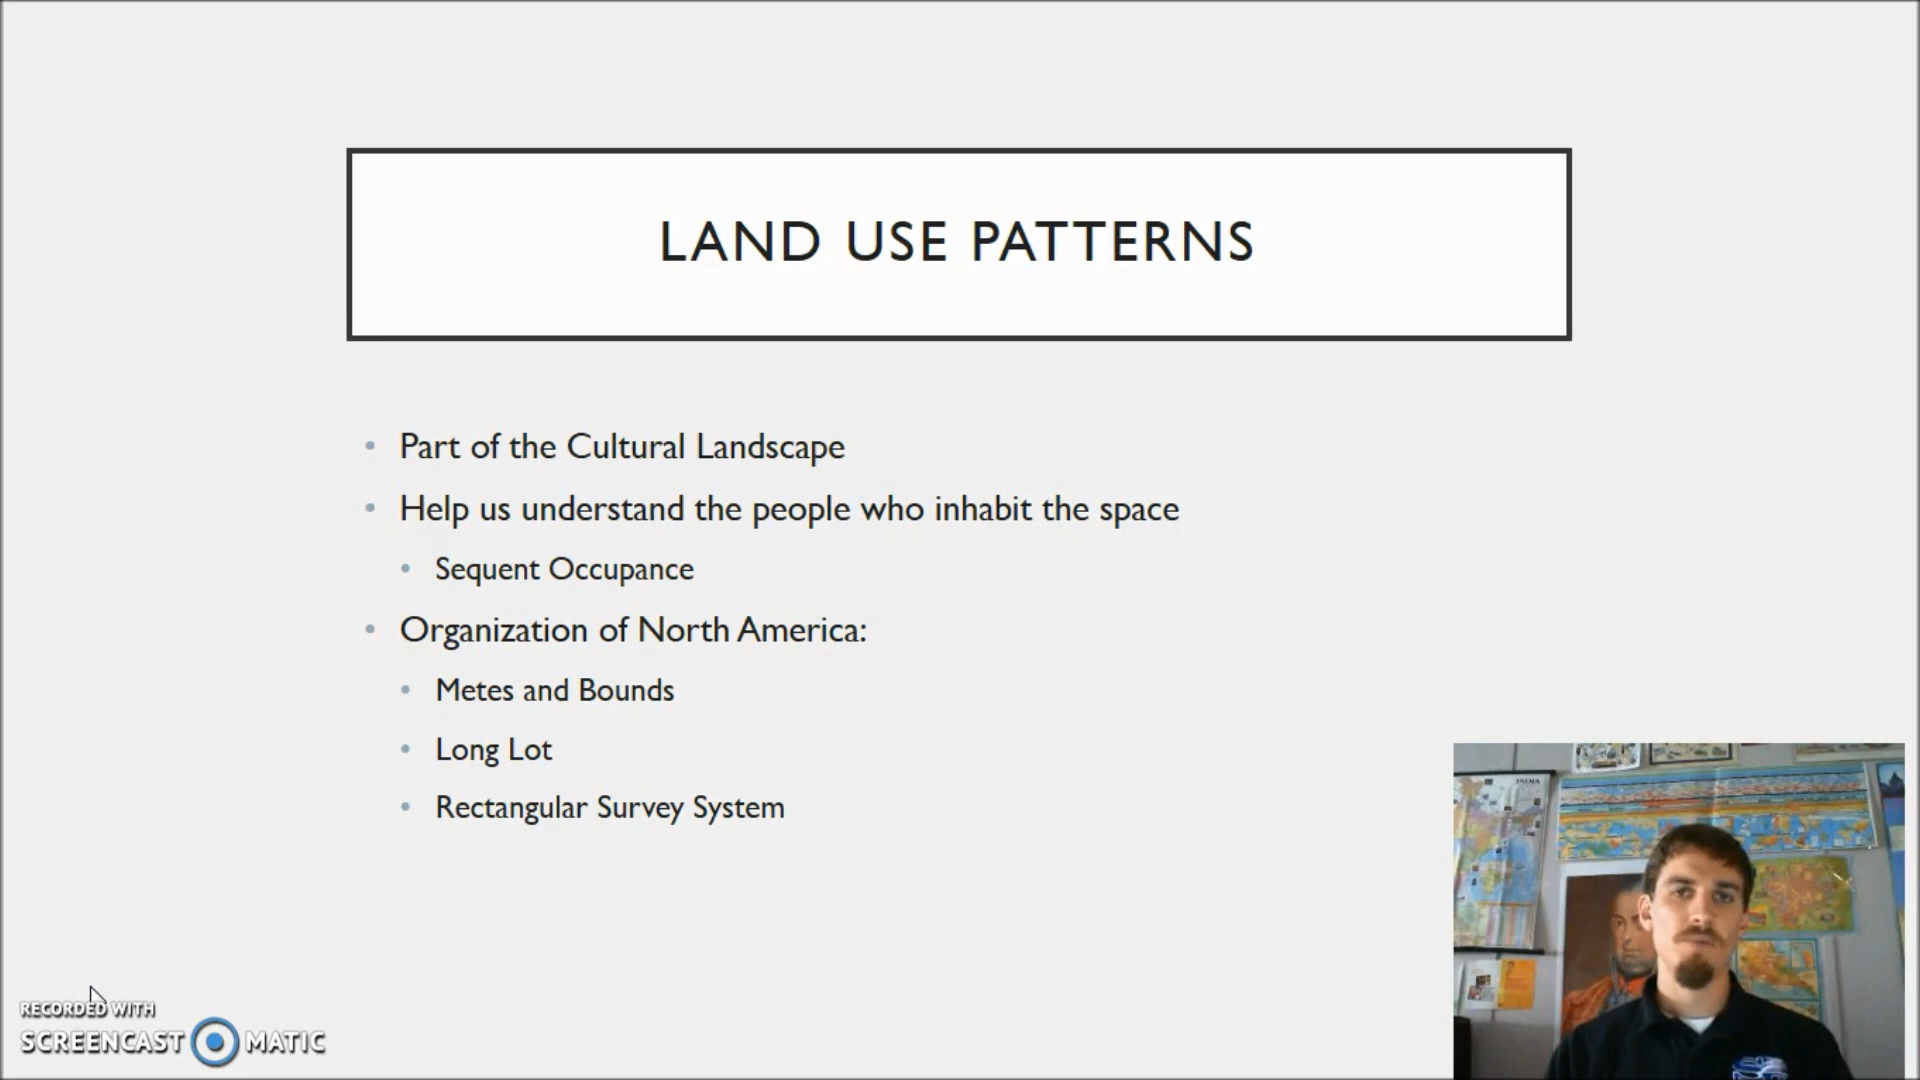 LAND USE PATTERNS
• Part of the Cultural Landscape
• Help us understand the people who inhabit the space
• Sequent Occupance
• Organization of North America:
• Metes and Bounds
• Long Lot
• Rectangular Survey System
INDIA
RECORDED WITH
SCREENCAST MATIC